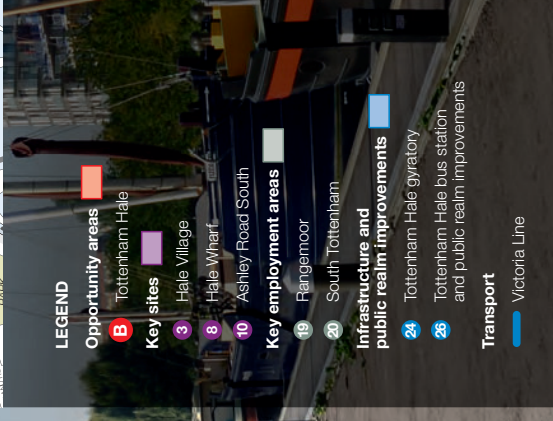 LEGEND
Opportunity areas
B Tottenham Hale
Key sites
3 Hale Village
8 Hale Wharf
10 Ashley Road South
Key employment areas
19 Rangemoor
20 South Tottenham
Infrastructure and
public realm improvements
24 Tottenham Hale gyratory
26 Tottenham Hale bus station
and public realm improvements
Transport
Victoria Line